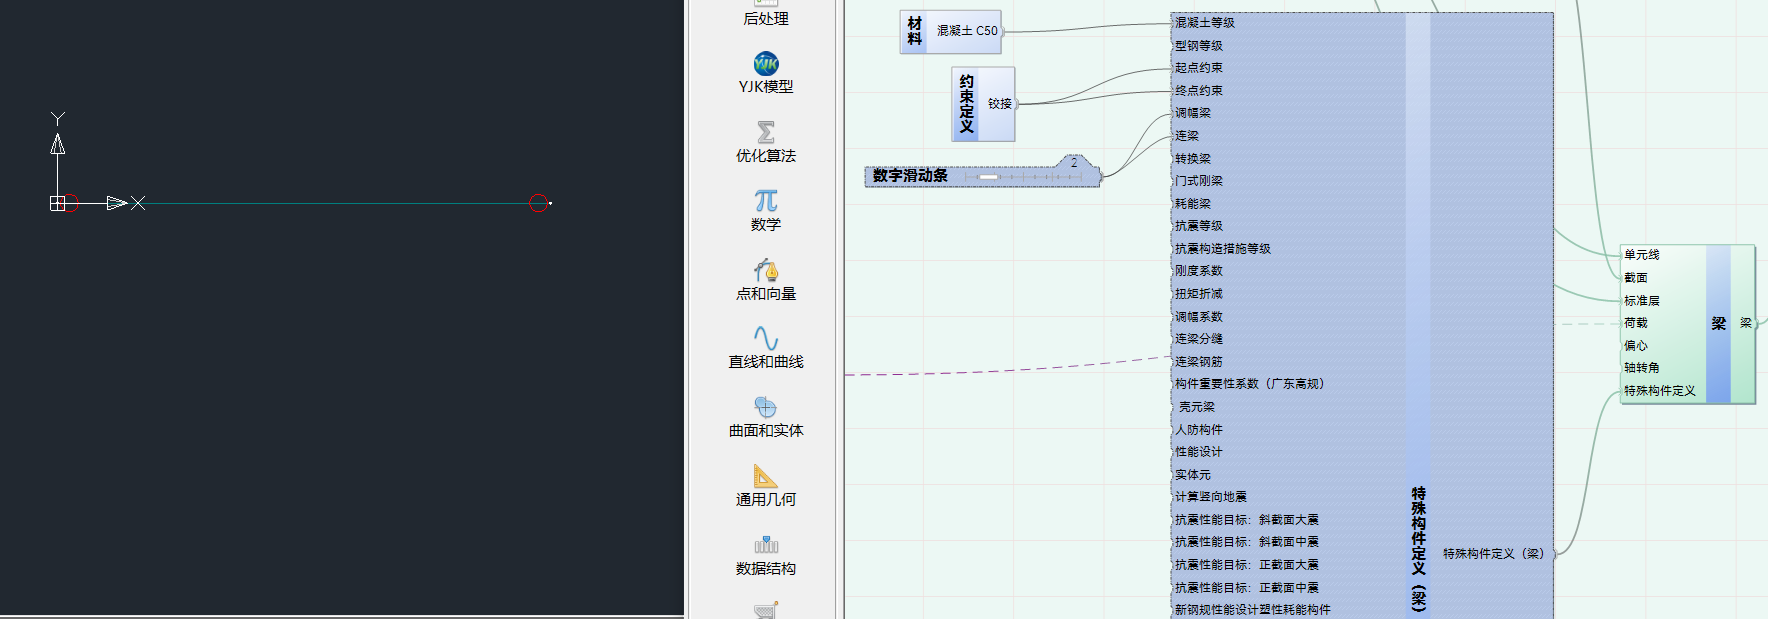 Y
X
后处理
YJK模型
优化算法
数学
点和向量
直线和曲线
曲面和实体
通用几何
数据结构
材料
混凝土 C50
约束定义
铰接
数字滑动条
2
混凝土等级
型钢等级
起点约束
终点约束
调幅梁
连梁
转换梁
门式刚梁
耗能梁
抗震等级
抗震构造措施等级
刚度系数
扭矩折减
调幅系数
连梁分缝
连梁钢筋
构件重要性系数（广东高规）
壳元梁
人防构件
性能设计
实体元
计算竖向地震
抗震性能目标：斜截面大震
抗震性能目标：斜截面中震
抗震性能目标：正截面大震
抗震性能目标：正截面中震
新钢规性能设计塑性耗能构件
特殊构件定义（梁）
特殊构件定义（梁）
单元线
截面
标准层
荷载
偏心
轴转角
特殊构件定义
梁
梁